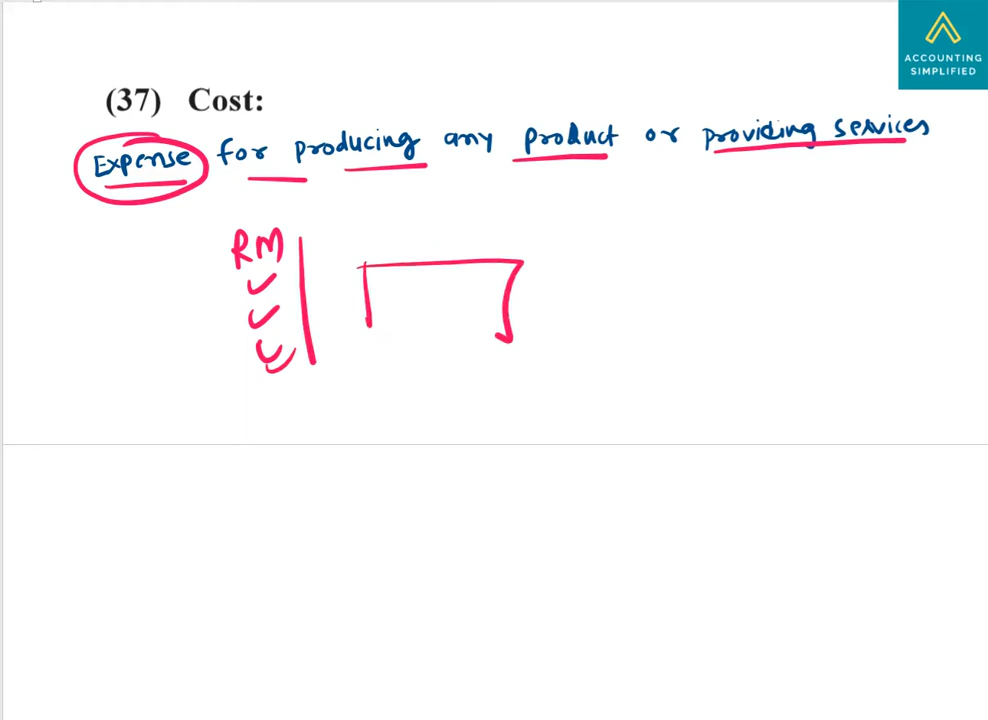 ACCOUNTING
SIMPLIFIED
(37) Cost:
Expense for producing any product or providing services
RM